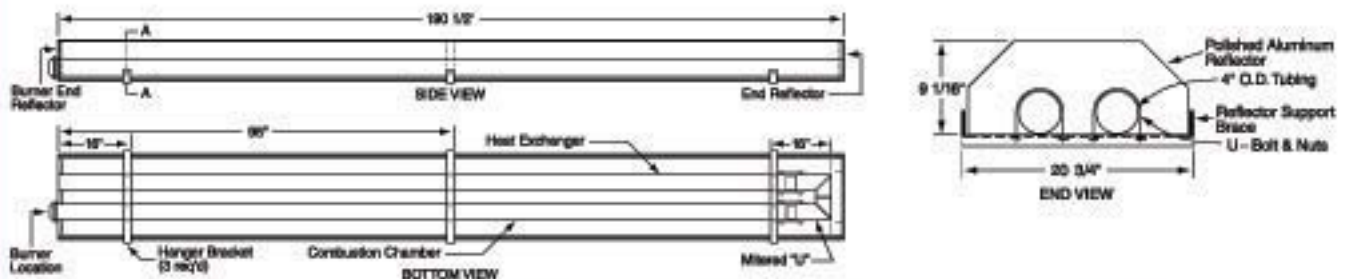 190 1/2"
A
A
Burner End
Reflector
SIDE VIEW
End Reflector
16"
Heat Exchanger
16"
Burner
Location
Hanger Bracket
(3 req'd)
Combustion Chamber
Mitered "U"
BOTTOM VIEW
Polished Aluminum
Reflector
4" O.D. Tubing
9 1/16"
Reflector Support
Brace
U - Bolt & Nuts
20 3/4"
END VIEW